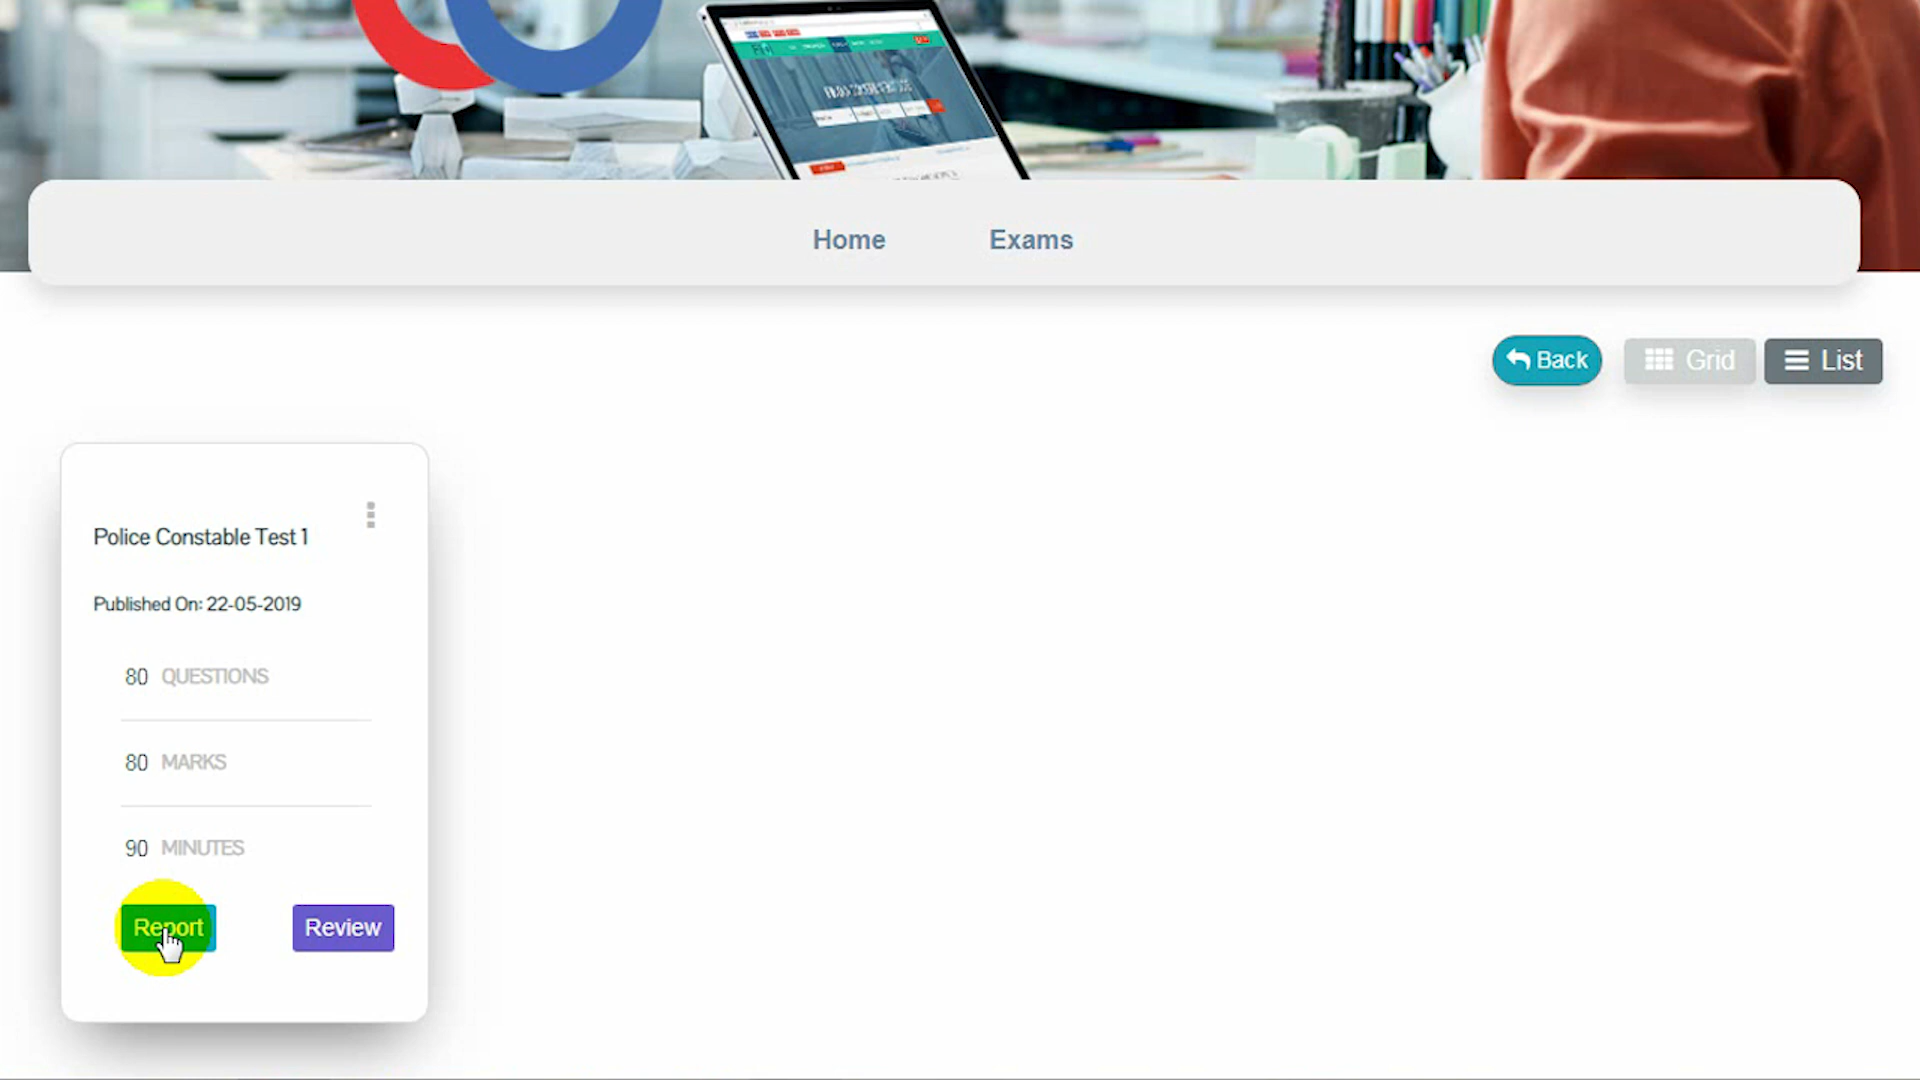 Home Exams
Back Grid List
Police Constable Test 1
Published On: 22-05-2019
80 QUESTIONS
80 MARKS
90 MINUTES
Report Review